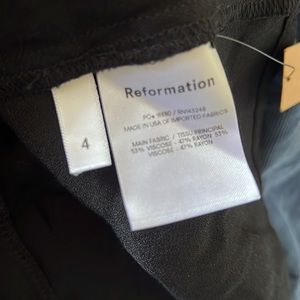 4
Reformation
MADE IN USA OF IMPORTED FABRICS
MAIN FABRIC / TISSU PRINCIPAL
53% VISCOSE - 47% RAYON 53%
VISCOSE - 47% RAYON